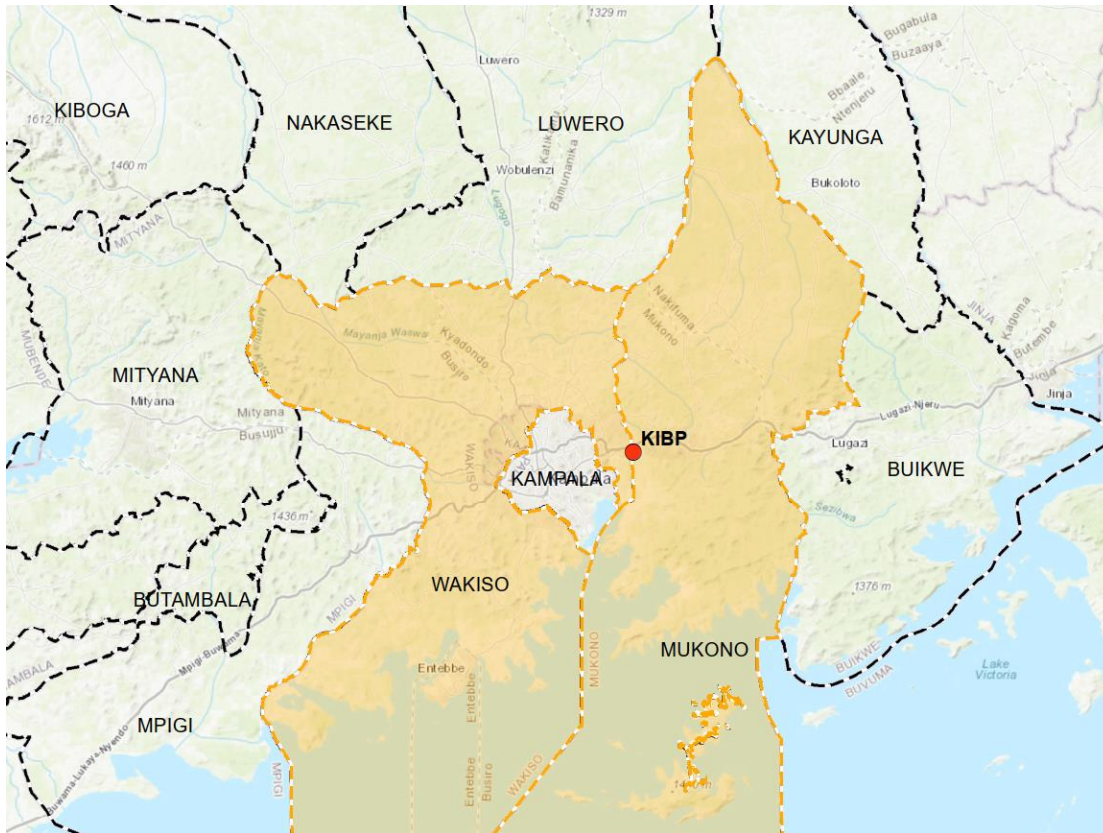 1329 m
Bugabula
Buzaaya
Luwero
Bbaale
Ntenjeru
KIBOGA
1612 m
NAKASEKE
LUWERO
Katikamu
Bamunanika
KAYUNGA
1460 m
Wobulenzi
Bukoloto
MITYANA
Lugogo
JINJA
Kagoma
Butembe
Nakifuma
Mukono
Mayanja Waswa
Kyadondo
Busiro
MUBENDE
MITYANA
Mityana
Mityana
Busujju
Jinja
Jinja
Lugazi-Njeru
Lugazi
KIBP
BUIKWE
WAKISO
KAMPALA
Sezibwa
1436 m
WAKISO
1376 m
BUTAMBALA
MPIGI
MUKONO
MUKONO
BUIKWE
BUVUMA
Lake
Victoria
Entebbe
Mpigi-Buwama
MPIGI
Entebbe
Buwama-Lukaya-Nyendo
MPIGI
WAKISO
Entebbe
Busiro